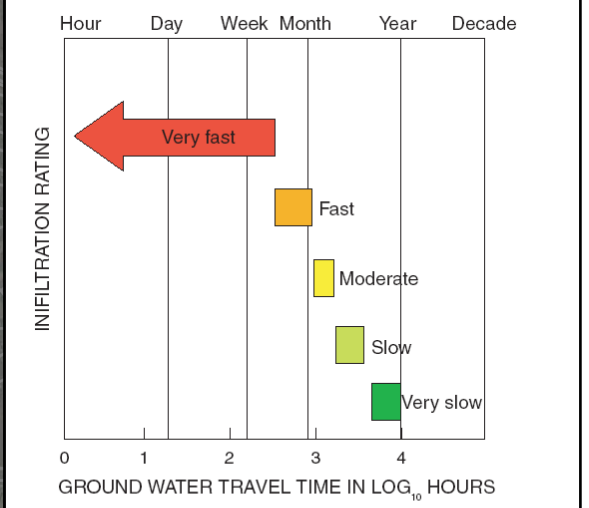 Hour Day Week Month Year Decade
Very fast
Fast
Moderate
Slow
Very slow
INIFILTRATION RATING
0 1 2 3 4
GROUND WATER TRAVEL TIME IN LOG10 HOURS